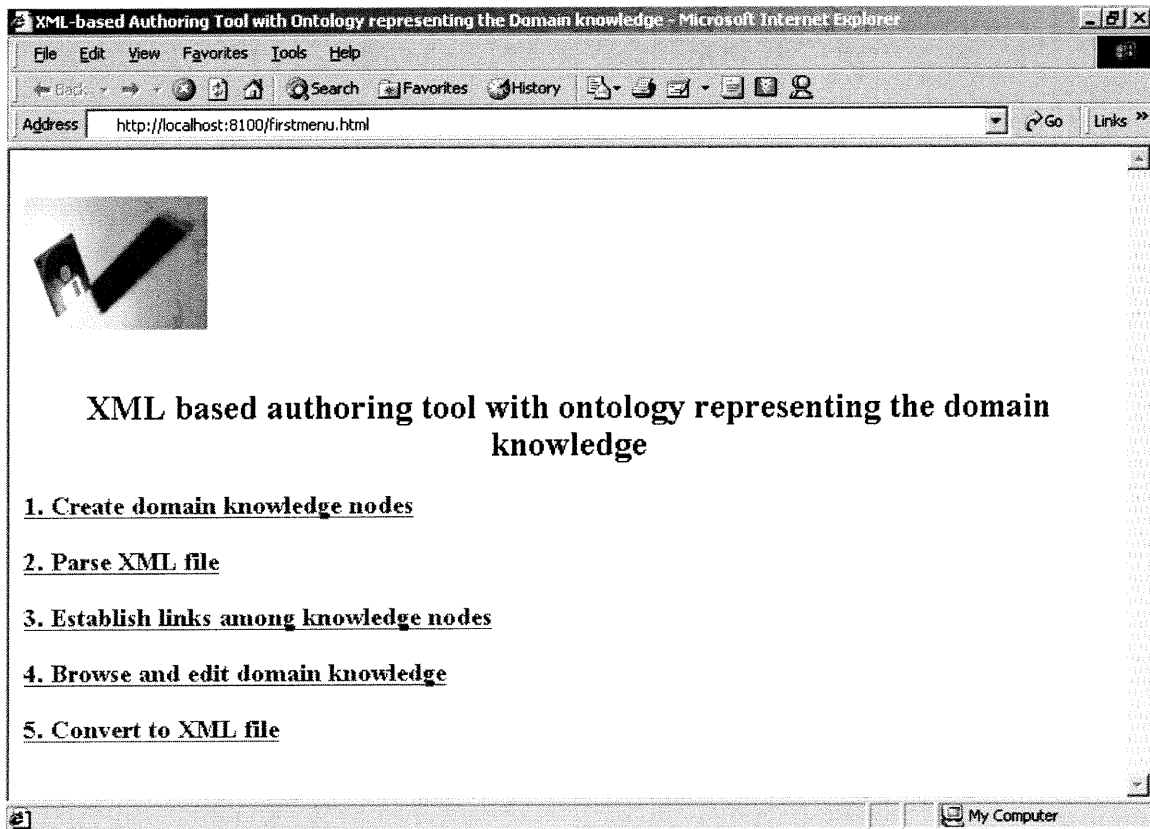 XML-based Authoring Tool with Ontology representing the Domain knowledge - Microsoft Internet Explorer
File Edit View Favorites Tools Help
Back Search Favorites History
Address http://localhost:8100/firstmenu.html Go Links »
XML based authoring tool with ontology representing the domain
knowledge
1. Create domain knowledge nodes
2. Parse XML file
3. Establish links among knowledge nodes
4. Browse and edit domain knowledge
5. Convert to XML file
My Computer